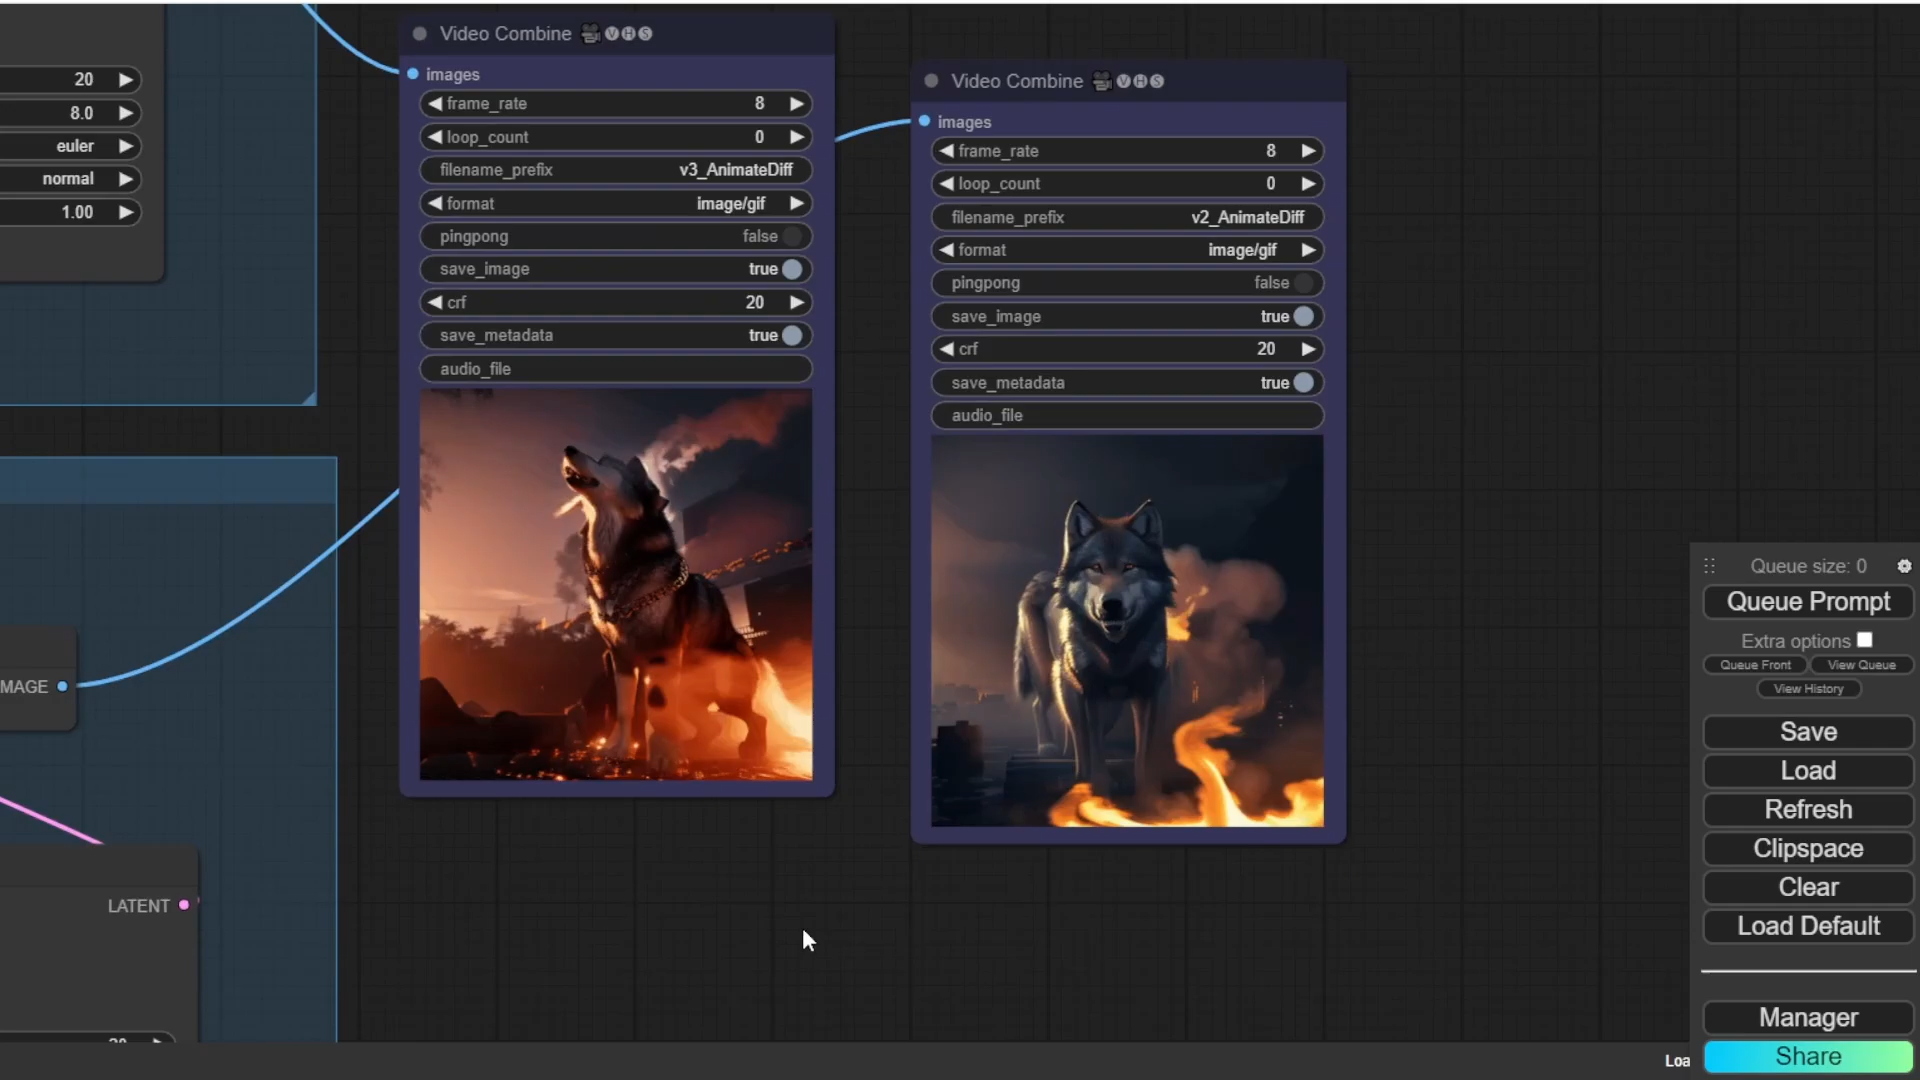 20
8.0
euler
normal
1.00
MAGE
LATENT
Video Combine 🎥🅥🅗🅢
images
frame_rate 8
loop_count 0
filename_prefix v3_AnimateDiff
format image/gif
pingpong false
save_image true
crf 20
save_metadata true
audio_file
Video Combine 🎥🅥🅗🅢
images
frame_rate 8
loop_count 0
filename_prefix v2_AnimateDiff
format image/gif
pingpong false
save_image true
crf 20
save_metadata true
audio_file
Queue size: 0
Queue Prompt
Extra options
Queue Front View Queue
View History
Save
Load
Refresh
Clipspace
Clear
Load Default
Manager
Share
Loa